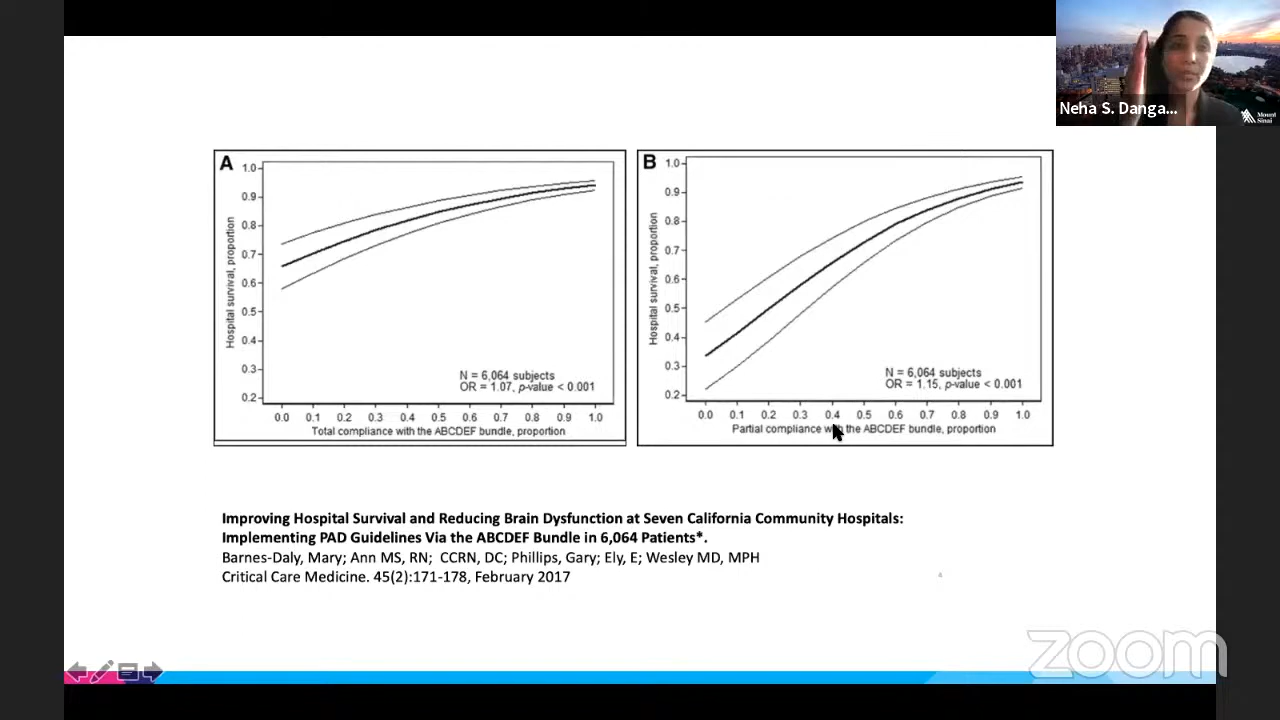 Neha S. Danga...
Mount
Sinai
A
1.0
0.9
0.8
0.7
0.6
0.5
0.4
0.3
0.2
Hospital survival, proportion
N = 6,064 subjects
OR = 1.07, p-value < 0.001
0.0 0.1 0.2 0.3 0.4 0.5 0.6 0.7 0.8 0.9 1.0
Total compliance with the ABCDEF bundle, proportion
B
1.0
0.9
0.8
0.7
0.6
0.5
0.4
0.3
0.2
Hospital survival, proportion
N = 6,064 subjects
OR = 1.15, p-value < 0.001
0.0 0.1 0.2 0.3 0.4 0.5 0.6 0.7 0.8 0.9 1.0
Partial compliance with the ABCDEF bundle, proportion
Improving Hospital Survival and Reducing Brain Dysfunction at Seven California Community Hospitals:
Implementing PAD Guidelines Via the ABCDEF Bundle in 6,064 Patients*.
Barnes-Daly, Mary; Ann MS, RN; CCRN, DC; Phillips, Gary; Ely, E; Wesley MD, MPH
Critical Care Medicine. 45(2):171-178, February 2017
zoom